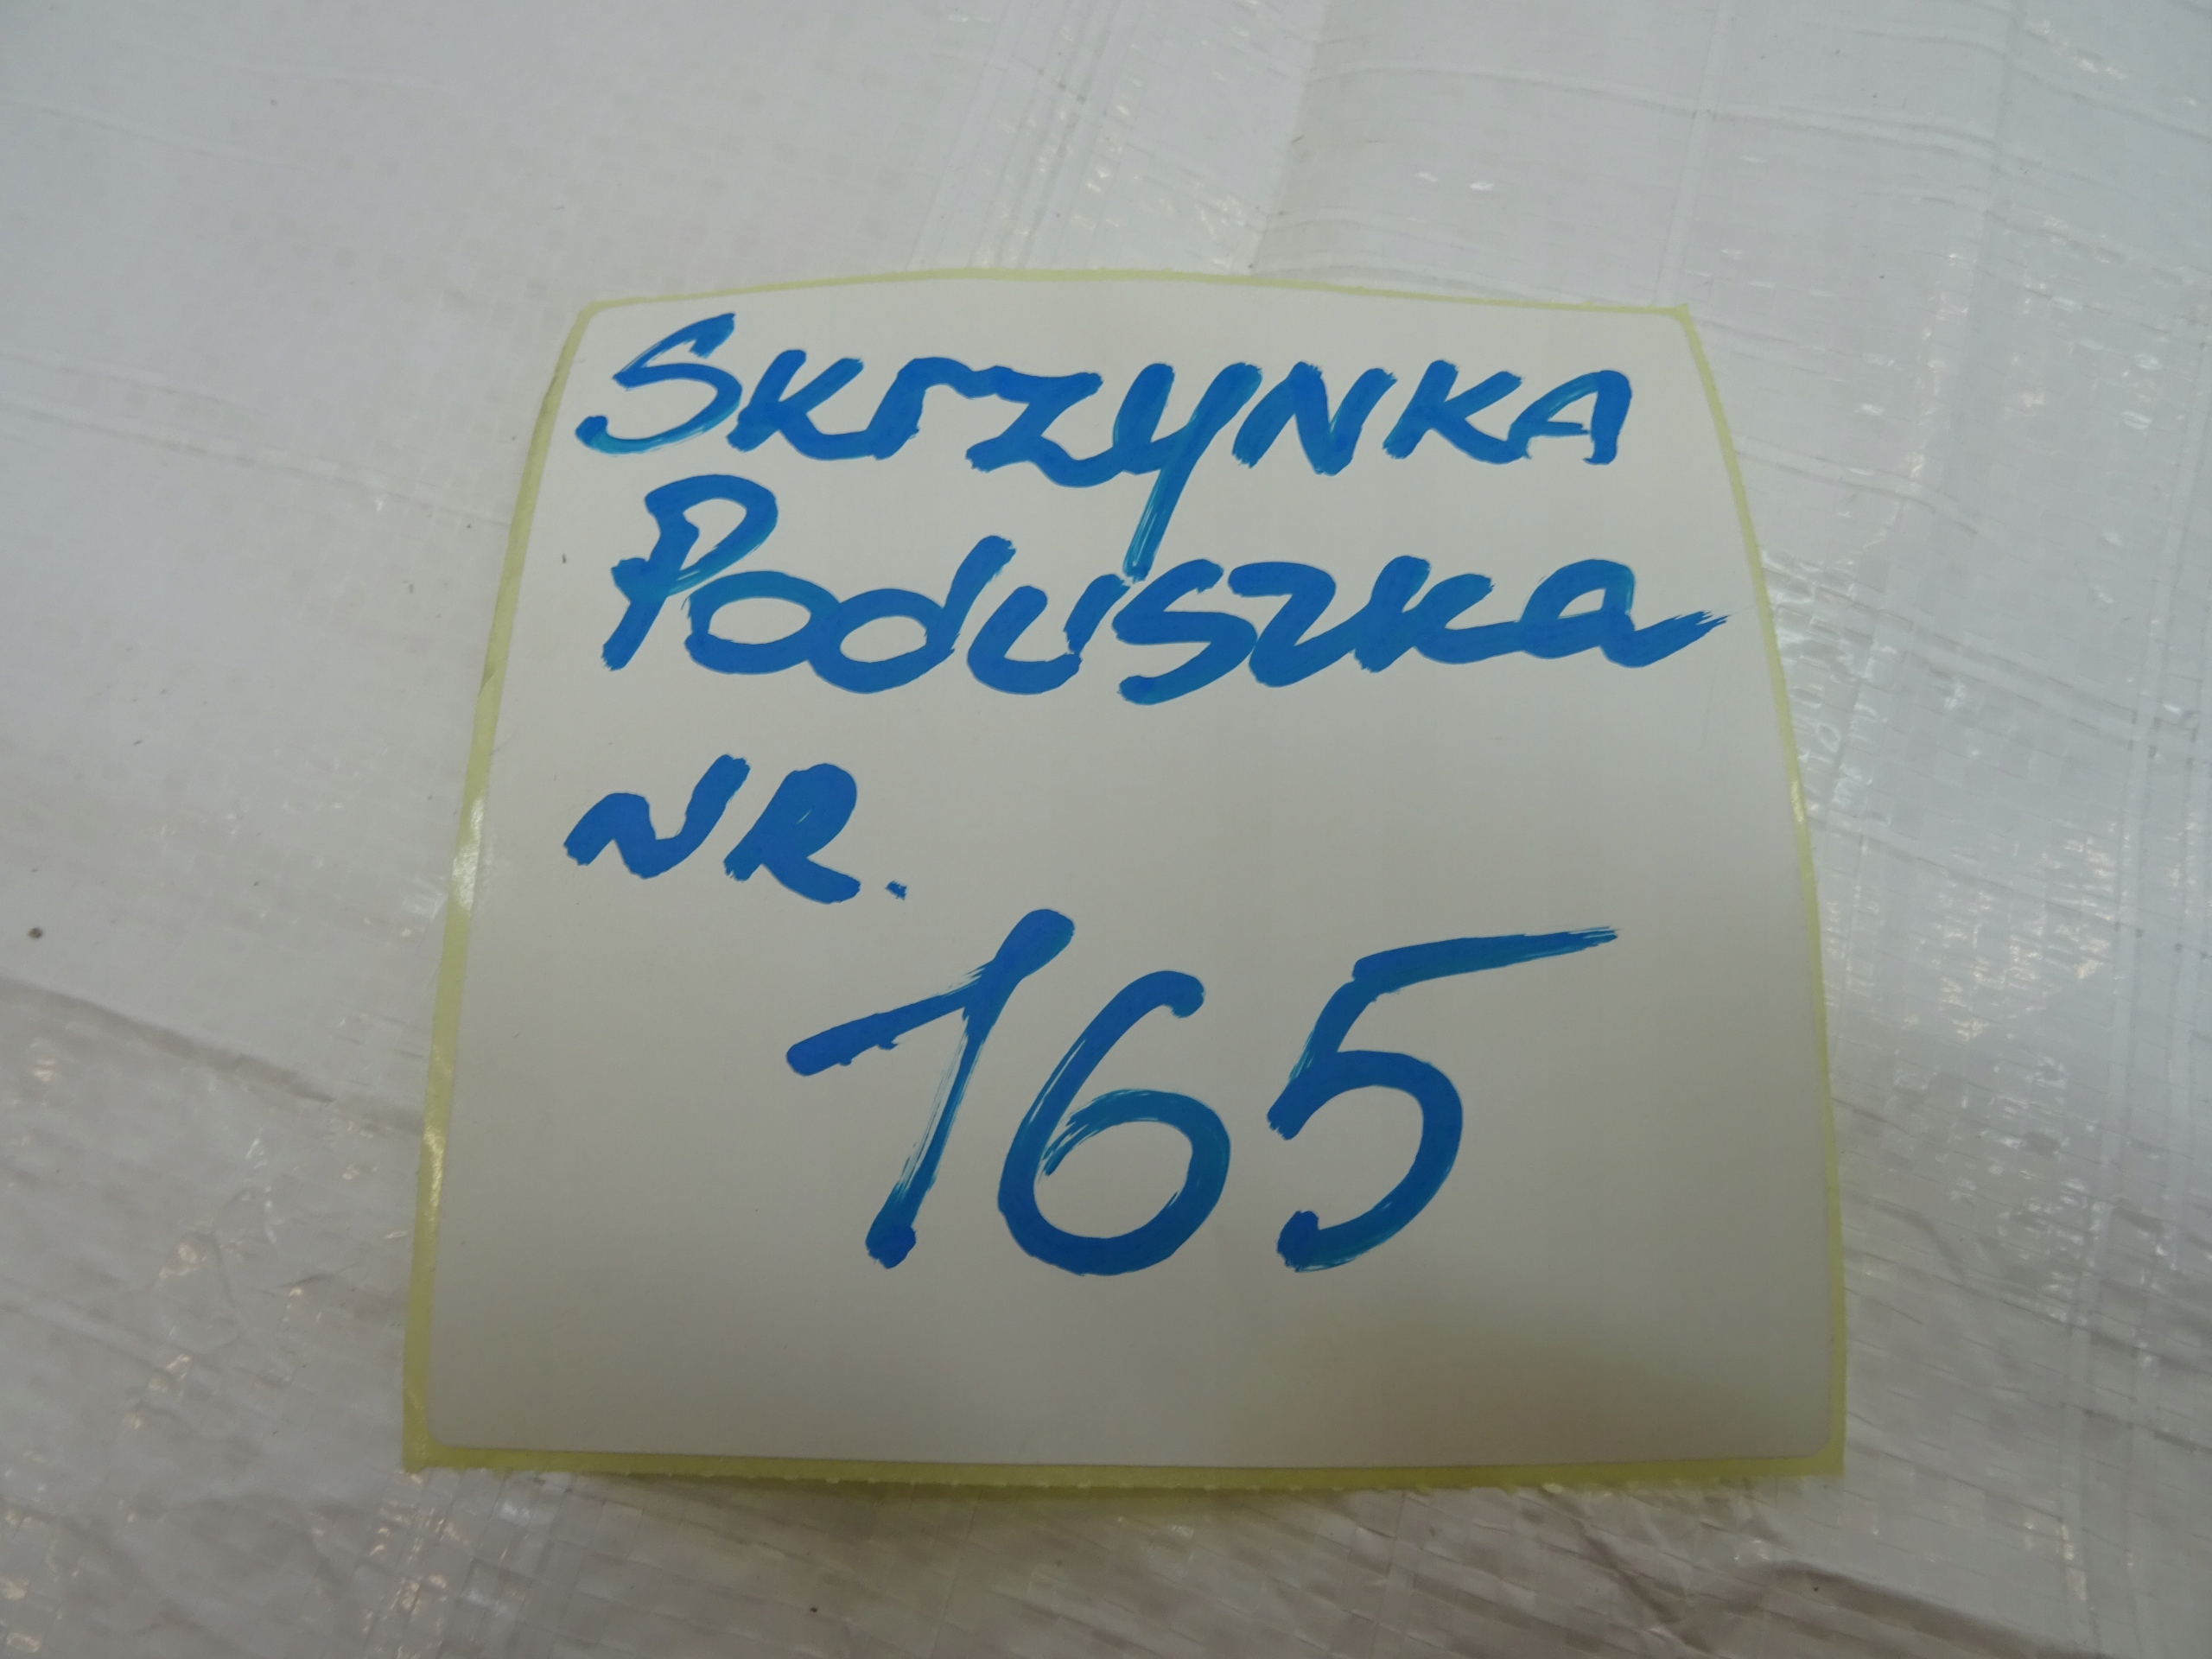 SKrZYNKA
Poduszka
NR.
165